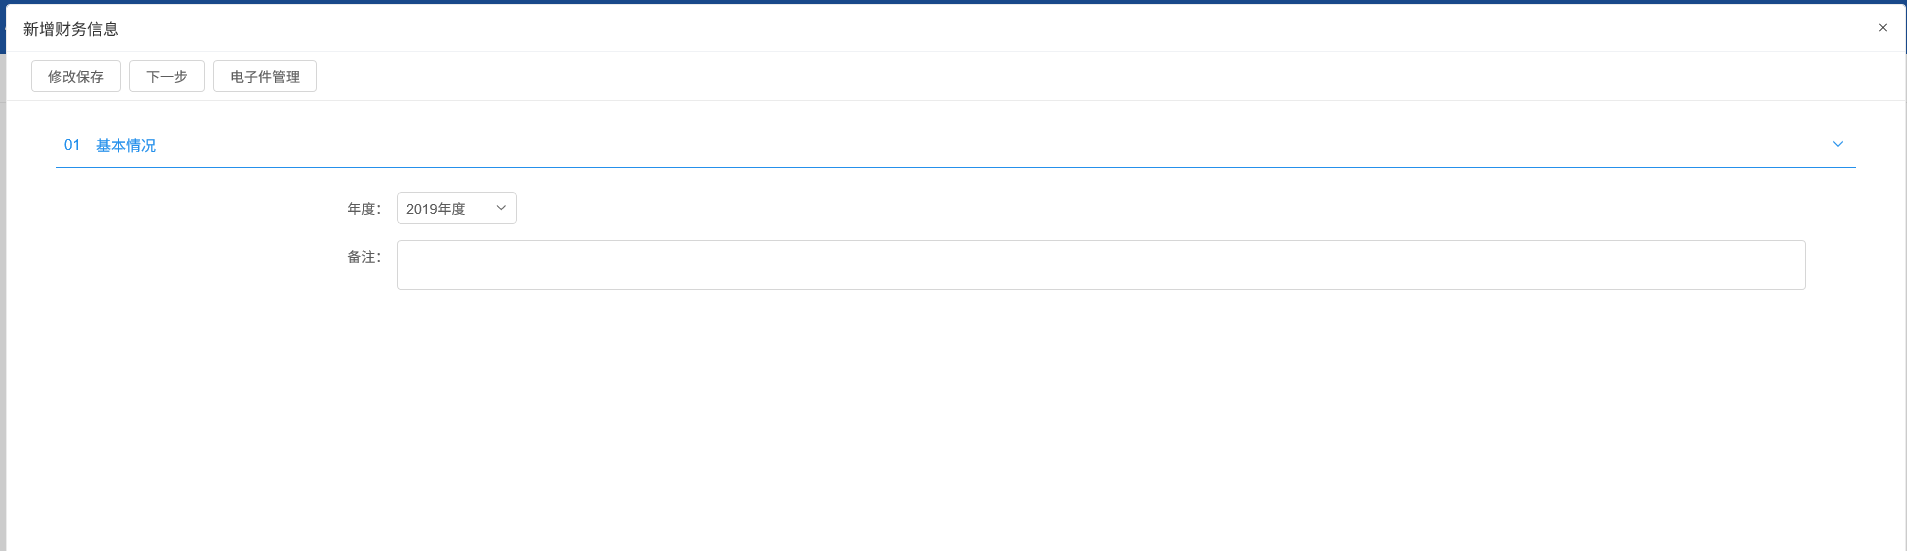 新增财务信息
修改保存 下一步 电子件管理
01 基本情况
年度： 2019年度
备注：